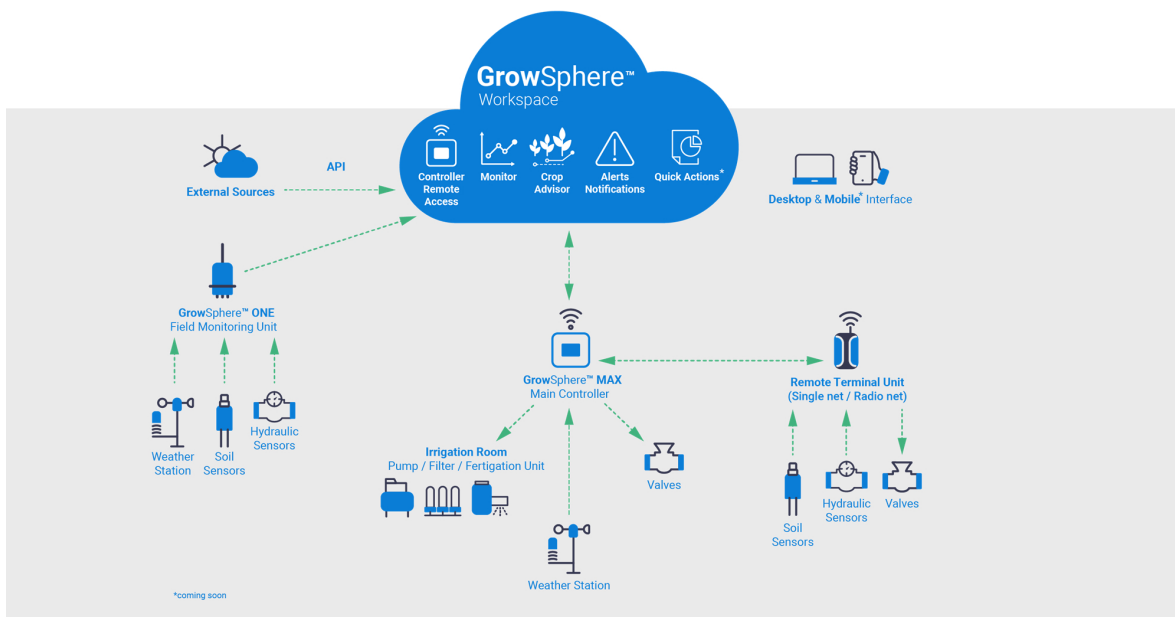 GrowSphere™
Workspace
Controller
Remote
Access
Monitor
Crop
Advisor
Alerts
Notifications
Quick Actions*
External Sources
API
Desktop & Mobile* Interface
GrowSphere™ ONE
Field Monitoring Unit
Weather
Station
Soil
Sensors
Hydraulic
Sensors
GrowSphere™ MAX
Main Controller
Remote Terminal Unit
(Single net / Radio net)
Irrigation Room
Pump / Filter / Fertigation Unit
Valves
Weather Station
Soil
Sensors
Hydraulic
Sensors
Valves
*coming soon